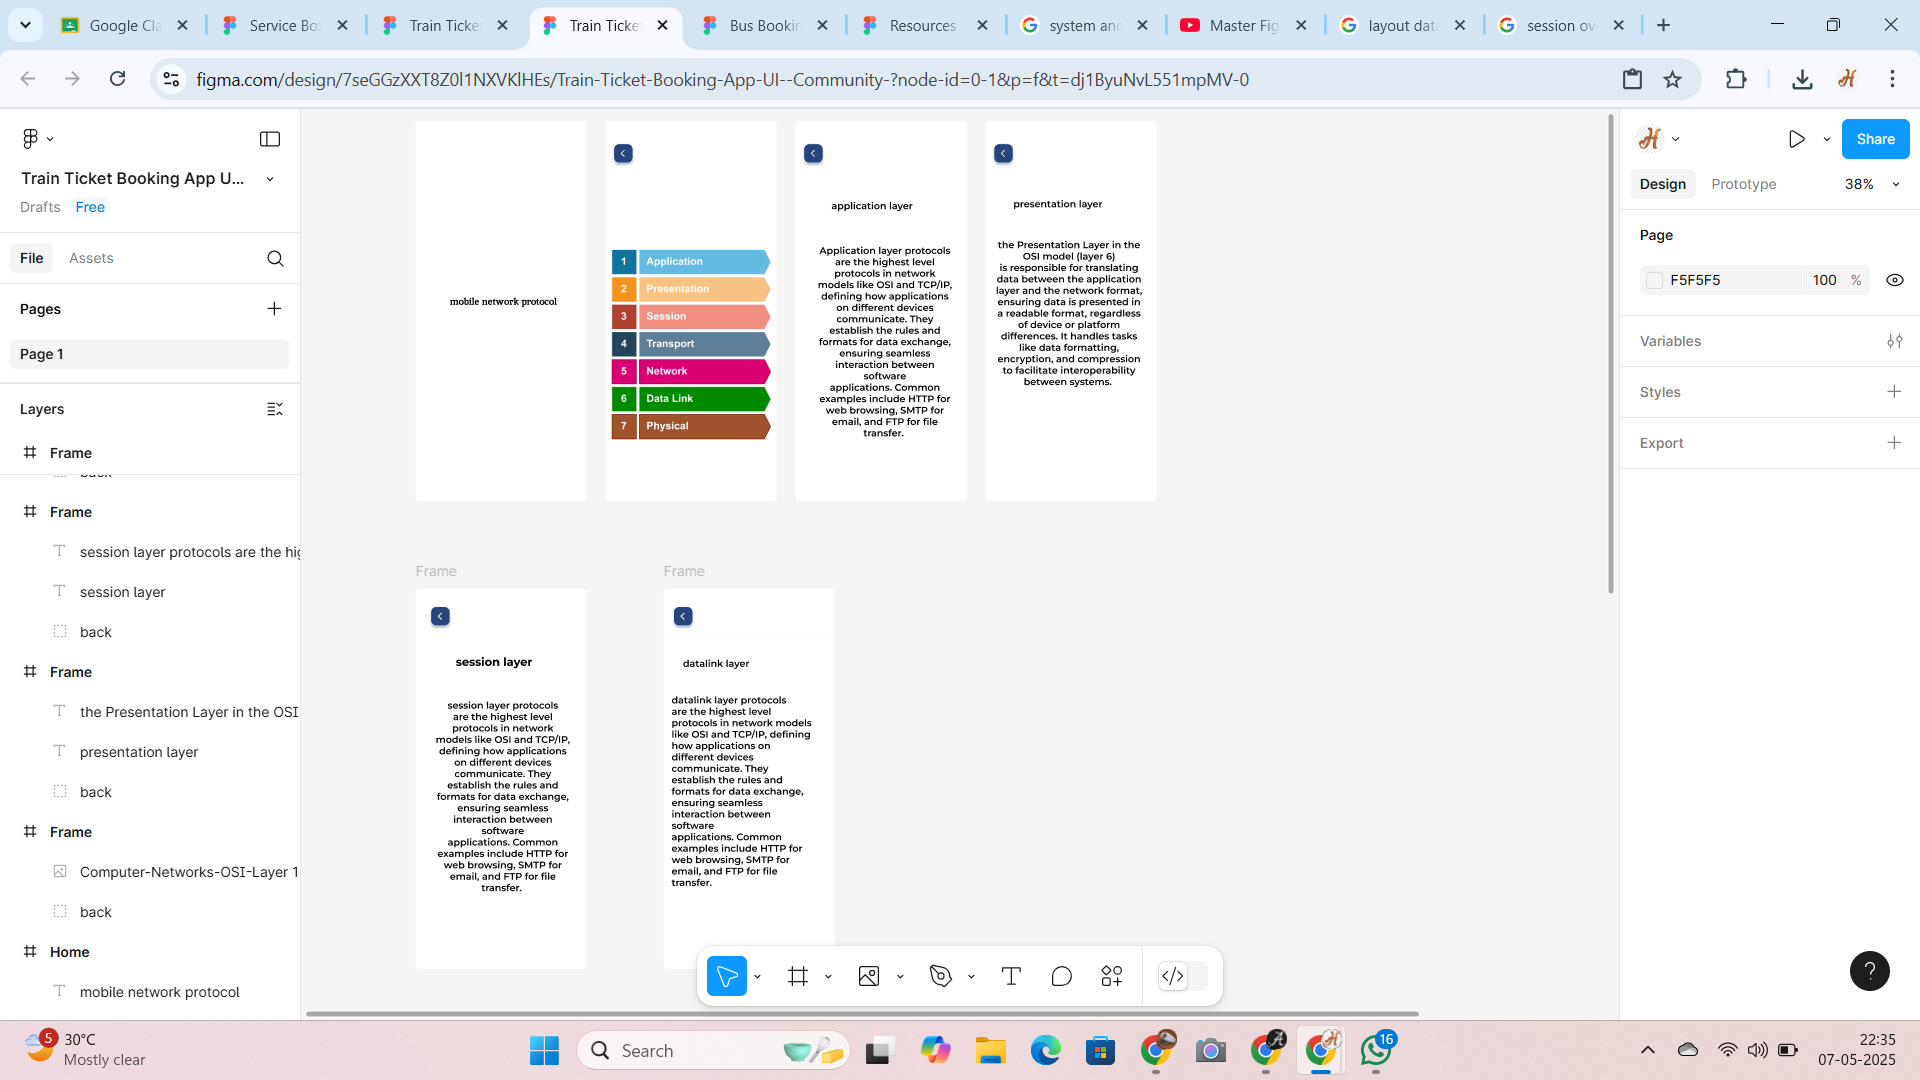 Google Cla
Service Bo
Train Ticke
Train Ticke
Bus Bookin
Resources
system and
Master Fig
layout data
session ov
figma.com/design/7seGGzXXT8Z0l1NXVKlHEs/Train-Ticket-Booking-App-UI--Community-?node-id=0-1&p=f&t=dj1ByuNvL551mpMV-0
Train Ticket Booking App U...
Drafts Free
File Assets
Pages
Page 1
Layers
Frame
back
Frame
session layer protocols are the hig
session layer
back
Frame
the Presentation Layer in the OSI
presentation layer
back
Frame
Computer-Networks-OSI-Layer 1
back
Home
mobile network protocol
mobile network protocol
1 Application
2 Presentation
3 Session
4 Transport
5 Network
6 Data Link
7 Physical
application layer
Application layer protocols
are the highest level
protocols in network
models like OSI and TCP/IP,
defining how applications
on different devices
communicate. They
establish the rules and
formats for data exchange,
ensuring seamless
interaction between
software
applications. Common
examples include HTTP for
web browsing, SMTP for
email, and FTP for file
transfer.
presentation layer
the Presentation Layer in the
OSI model (layer 6)
is responsible for translating
data between the application
layer and the network format,
ensuring data is presented in
a readable format, regardless
of device or platform
differences. It handles tasks
like data formatting,
encryption, and compression
to facilitate interoperability
between systems.
Frame
session layer
session layer protocols
are the highest level
protocols in network
models like OSI and TCP/IP,
defining how applications
on different devices
communicate. They
establish the rules and
formats for data exchange,
ensuring seamless
interaction between
software
applications. Common
examples include HTTP for
web browsing, SMTP for
email, and FTP for file
transfer.
Frame
datalink layer
datalink layer protocols
are the highest level
protocols in network models
like OSI and TCP/IP, defining
how applications on
different devices
communicate. They
establish the rules and
formats for data exchange,
ensuring seamless
interaction between
software
applications. Common
examples include HTTP for
web browsing, SMTP for
email, and FTP for file
transfer.
Share
Design Prototype 38%
Page
F5F5F5 100 %
Variables
Styles
Export
?
5
30°C
Mostly clear
Search
16
22:35
07-05-2025